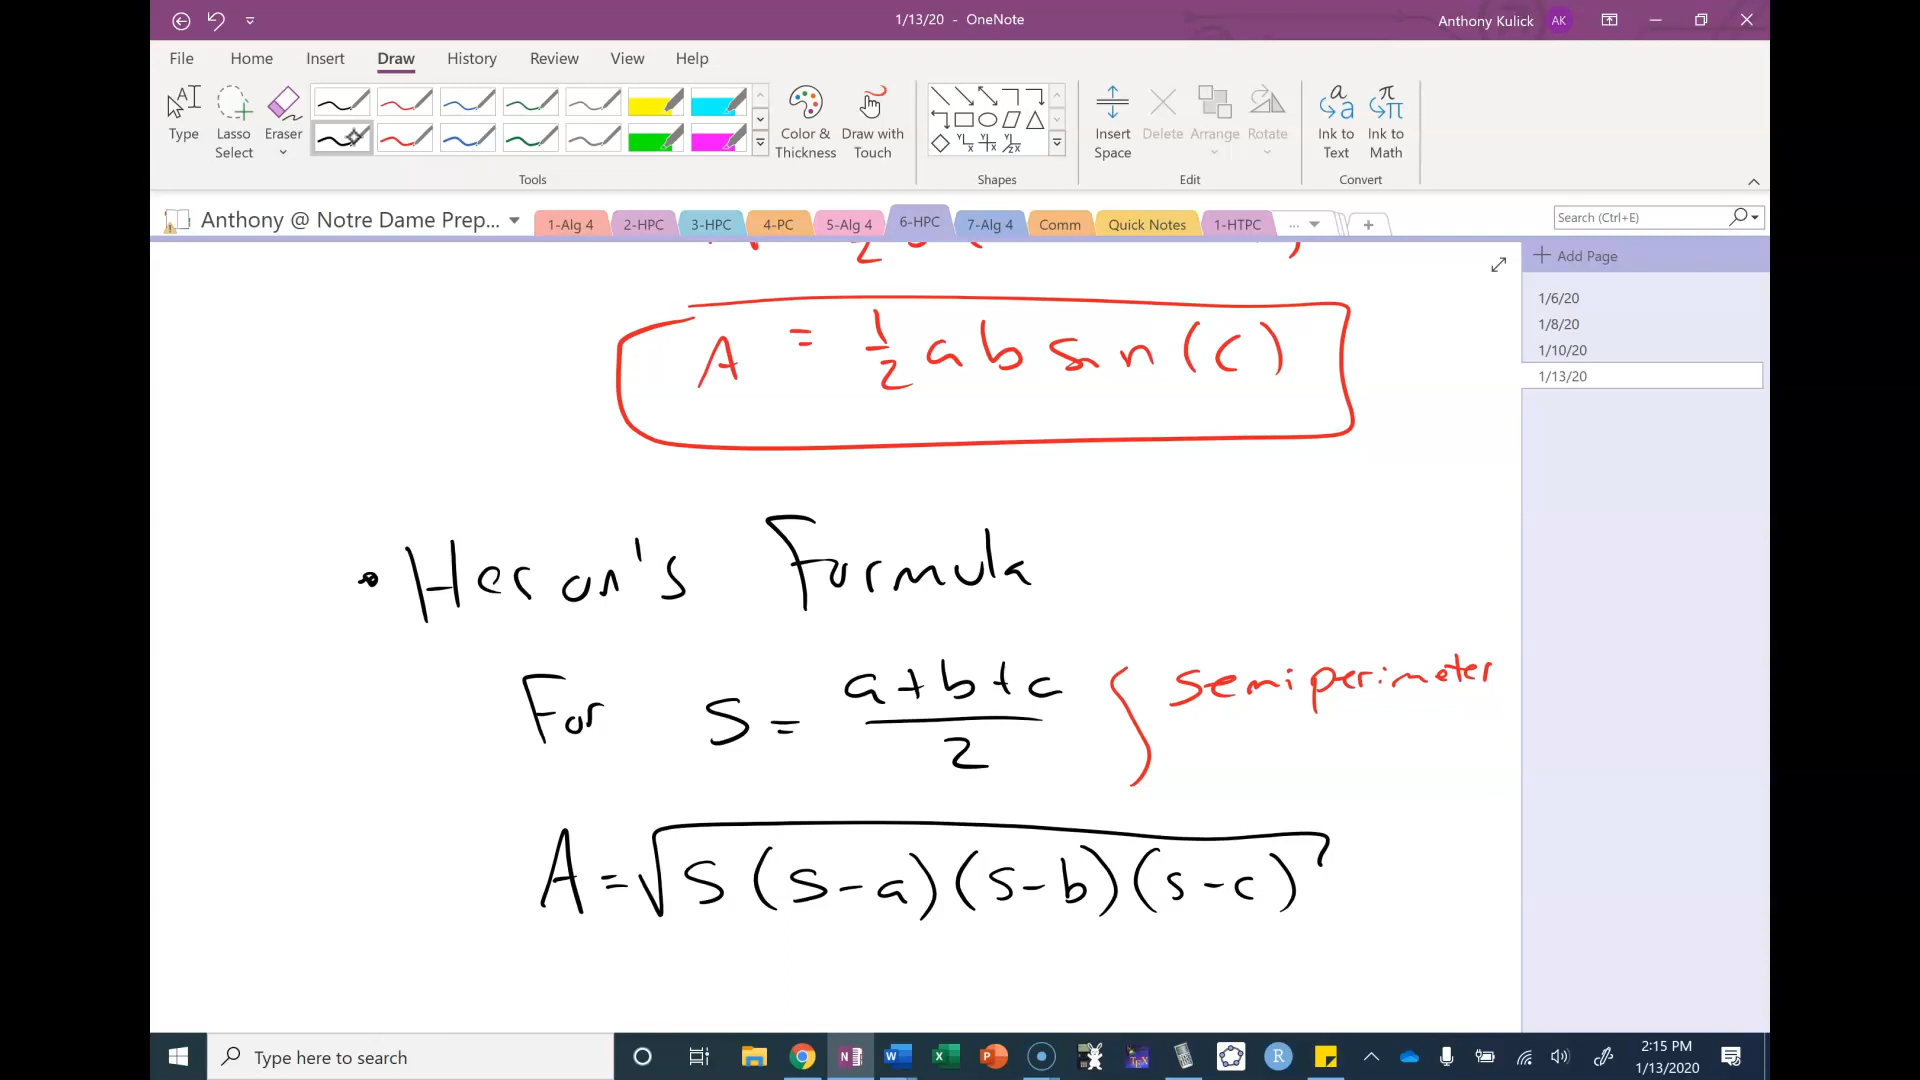 1/13/20 - OneNote
Anthony Kulick AK
File Home Insert Draw History Review View Help
Type
Lasso Select
Eraser
Color & Thickness
Draw with Touch
Insert Space
Delete
Arrange
Rotate
Ink to Text
Ink to Math
Tools Shapes Edit Convert
Anthony @ Notre Dame Prep...
1-Alg 4 2-HPC 3-HPC 4-PC 5-Alg 4 6-HPC 7-Alg 4 Comm Quick Notes 1-HTPC ...
Search (Ctrl+E)
Add Page
1/6/20
1/8/20
1/10/20
1/13/20
A = 1/2 a b sin (c)
• Heron's Formula
For s = a+b+c / 2 } semiperimeter
A = √s(s-a)(s-b)(s-c)
Type here to search
2:15 PM
1/13/2020